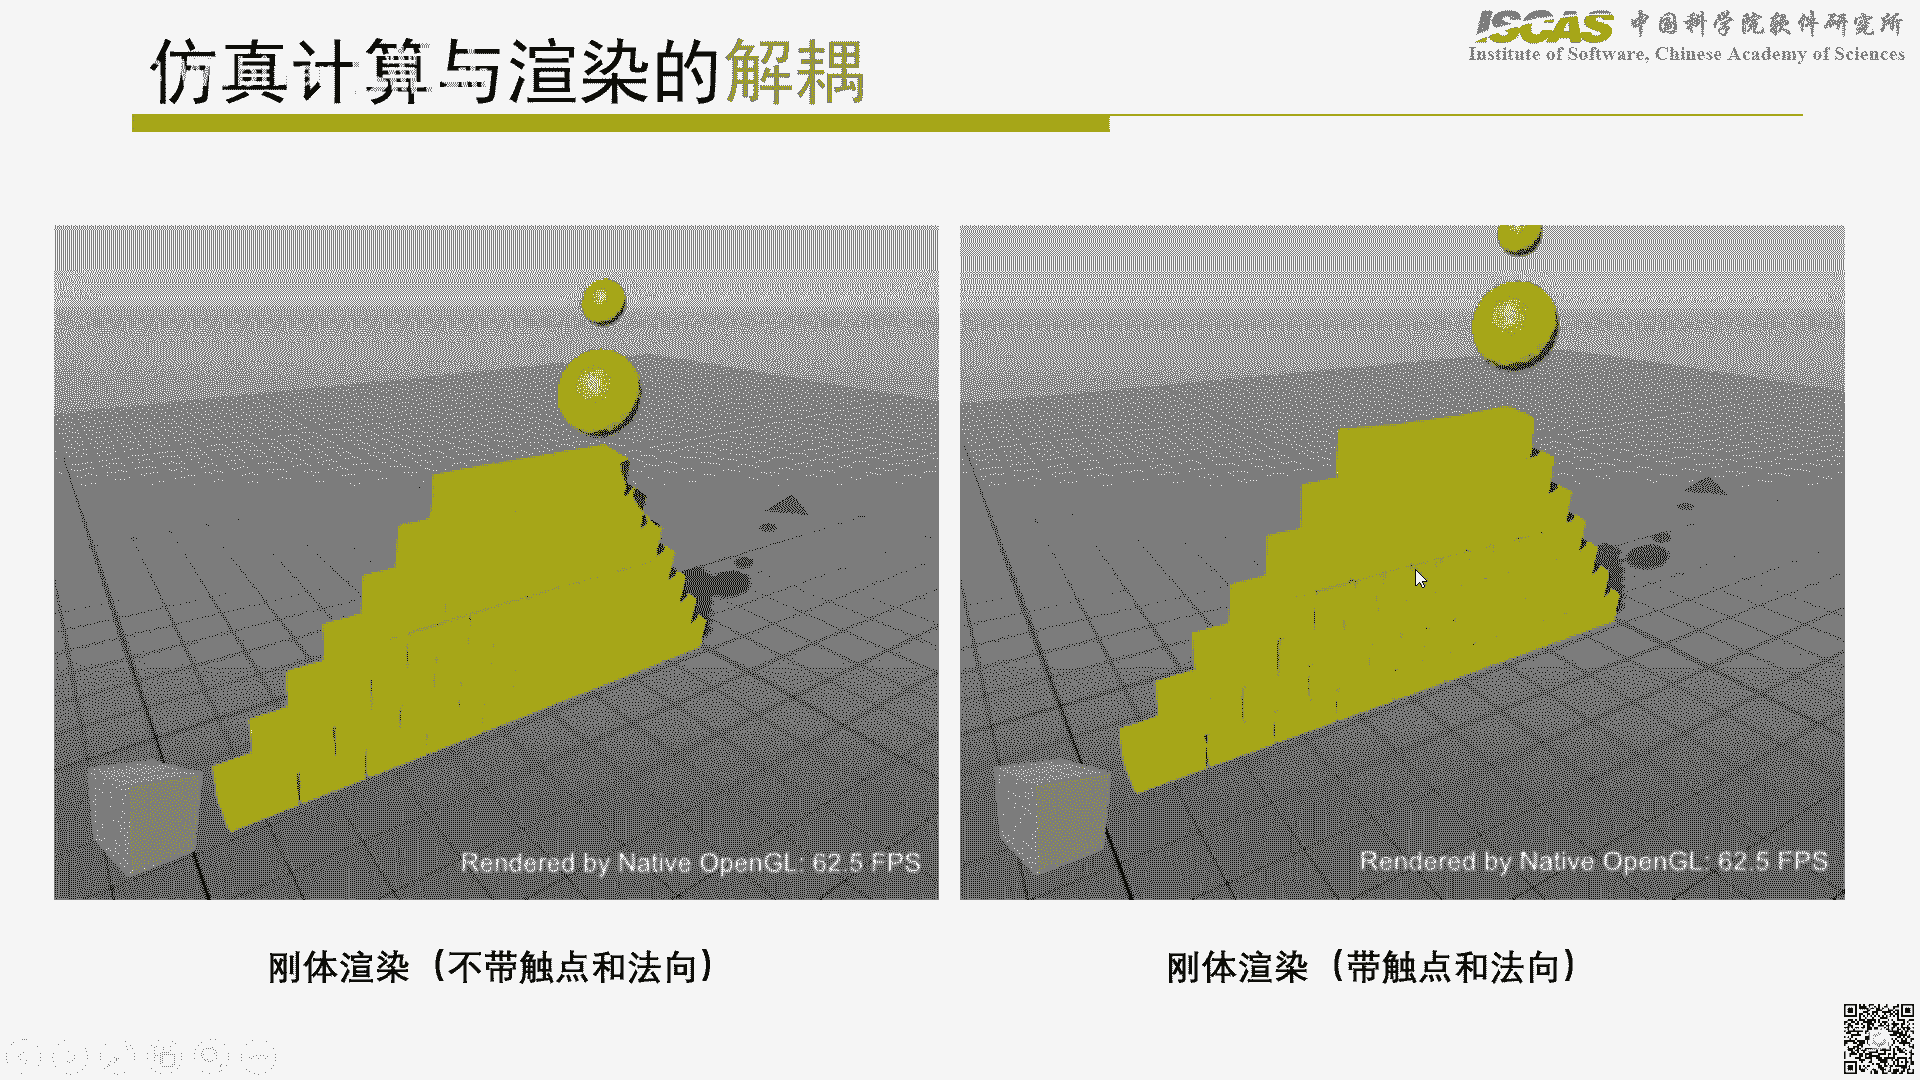 ISCAS 中国科学院软件研究所
Institute of Software, Chinese Academy of Sciences
仿真计算与渲染的解耦
Rendered by Native OpenGL: 62.5 FPS
Rendered by Native OpenGL: 62.5 FPS
刚体渲染（不带触点和法向）
刚体渲染（带触点和法向）